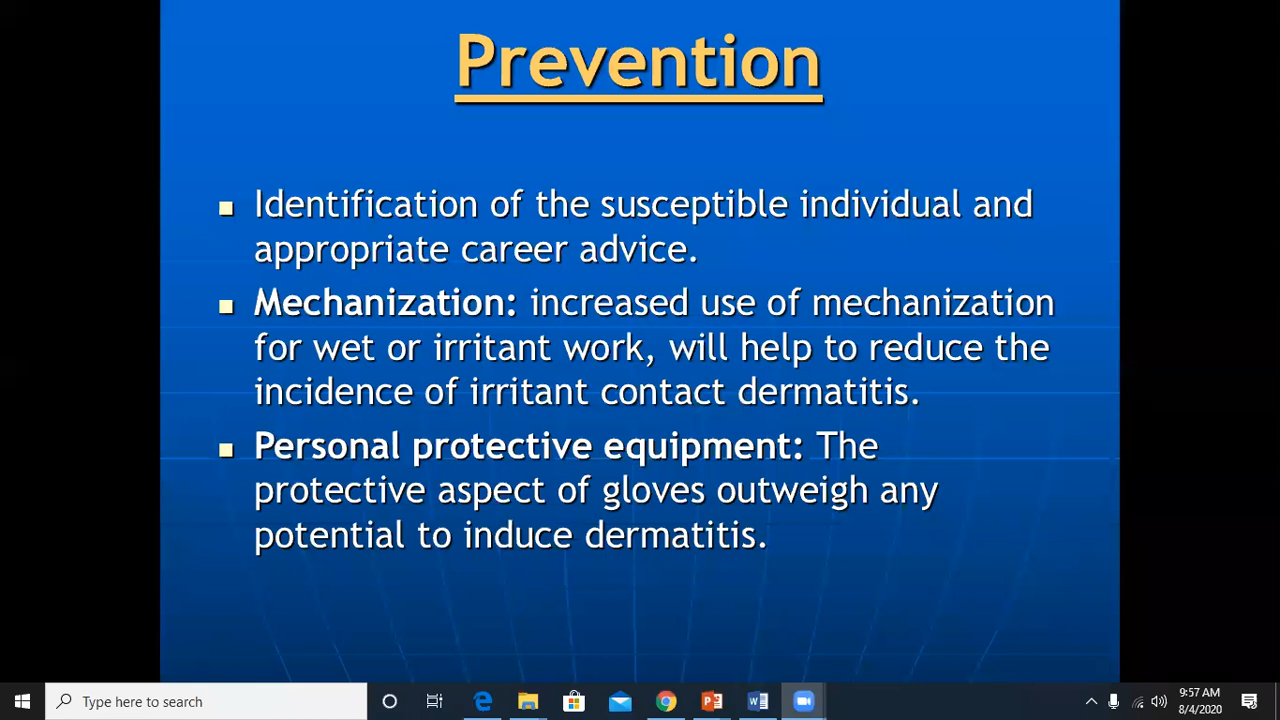 Prevention
Identification of the susceptible individual and
appropriate career advice.
Mechanization: increased use of mechanization
for wet or irritant work, will help to reduce the
incidence of irritant contact dermatitis.
Personal protective equipment: The
protective aspect of gloves outweigh any
potential to induce dermatitis.
Type here to search
9:57 AM
8/4/2020